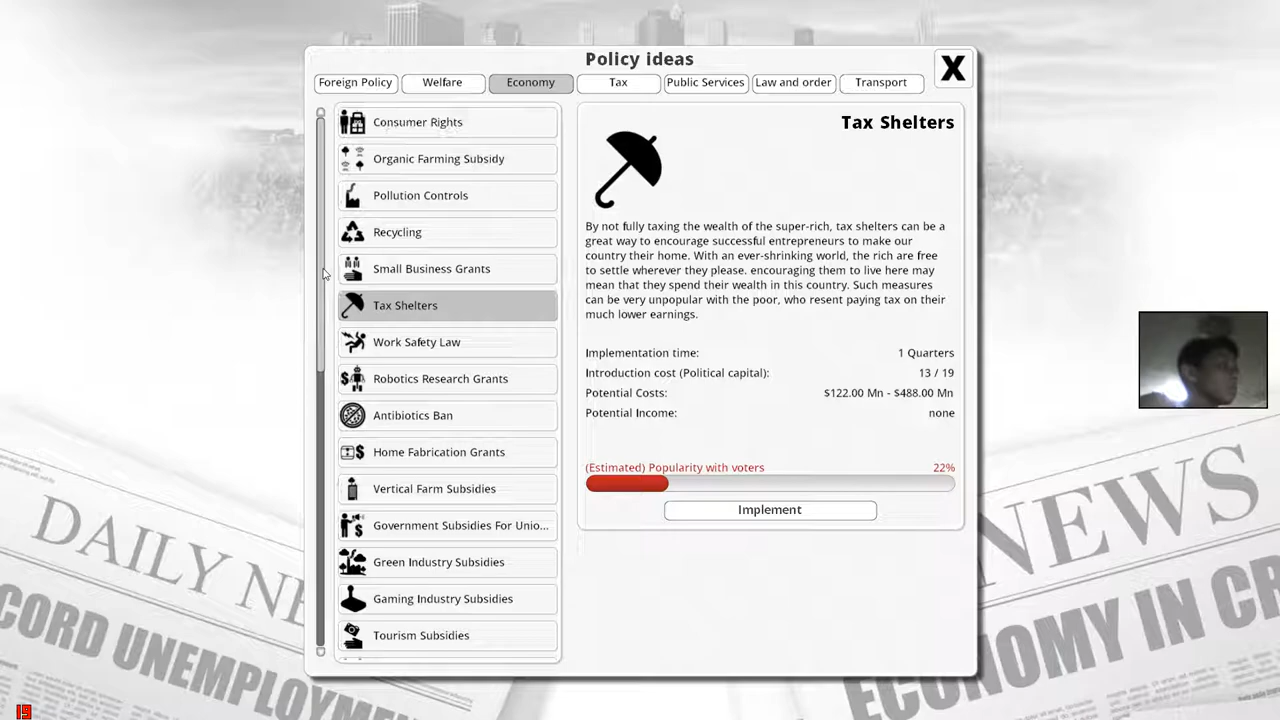 Policy ideas
X
Foreign Policy
Welfare
Economy
Tax
Public Services
Law and order
Transport
Consumer Rights
Organic Farming Subsidy
Pollution Controls
Recycling
Small Business Grants
Tax Shelters
Work Safety Law
Robotics Research Grants
Antibiotics Ban
Home Fabrication Grants
Vertical Farm Subsidies
Government Subsidies For Unio...
Green Industry Subsidies
Gaming Industry Subsidies
Tourism Subsidies
Tax Shelters
By not fully taxing the wealth of the super-rich, tax shelters can be a
great way to encourage successful entrepreneurs to make our
country their home. With an ever-shrinking world, the rich are free
to settle wherever they please. encouraging them to live here may
mean that they spend their wealth in this country. Such measures
can be very unpopular with the poor, who resent paying tax on their
much lower earnings.
Implementation time: 1 Quarters
Introduction cost (Political capital): 13 / 19
Potential Costs: $122.00 Mn - $488.00 Mn
Potential Income: none
(Estimated) Popularity with voters 22%
Implement
DAILY NE
CORD UNEMPLOYM
NEWS
ECONOMY IN CR
19